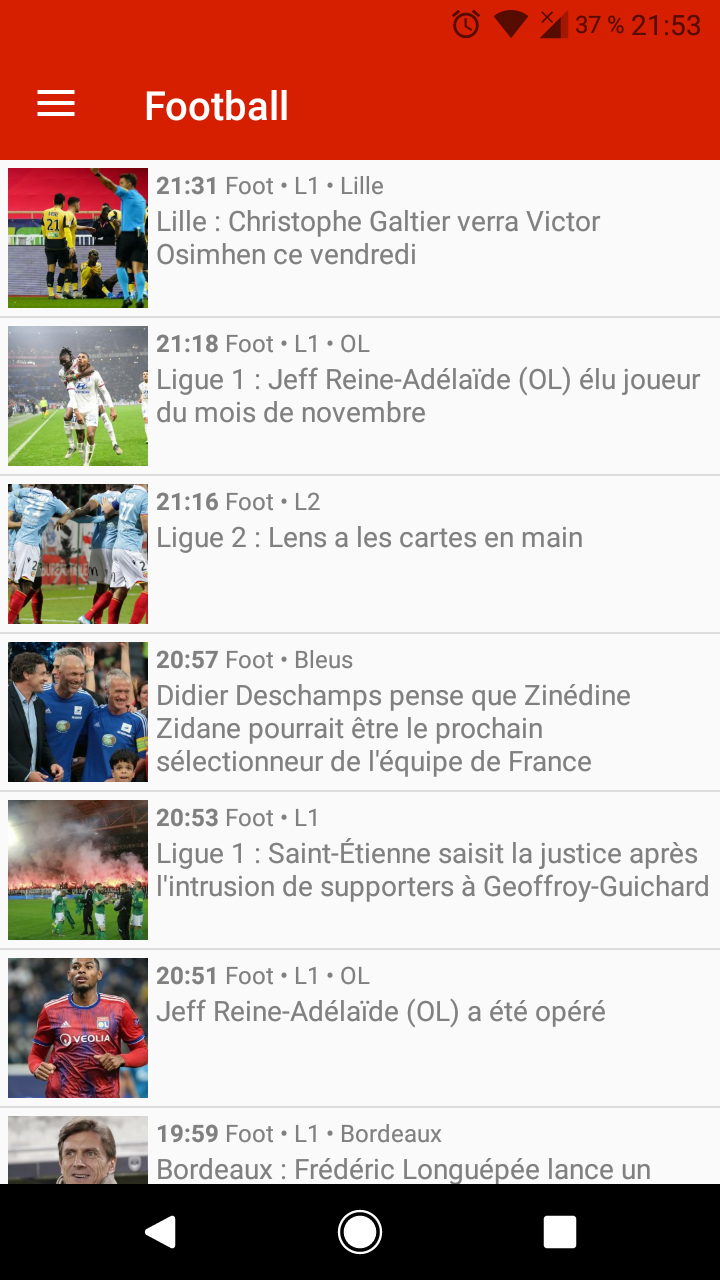 37 % 21:53
Football
21:31 Foot • L1 • Lille
Lille : Christophe Galtier verra Victor
Osimhen ce vendredi
21:18 Foot • L1 • OL
Ligue 1 : Jeff Reine-Adélaïde (OL) élu joueur
du mois de novembre
21:16 Foot • L2
Ligue 2 : Lens a les cartes en main
20:57 Foot • Bleus
Didier Deschamps pense que Zinédine
Zidane pourrait être le prochain
sélectionneur de l'équipe de France
20:53 Foot • L1
Ligue 1 : Saint-Étienne saisit la justice après
l'intrusion de supporters à Geoffroy-Guichard
20:51 Foot • L1 • OL
Jeff Reine-Adélaïde (OL) a été opéré
VEOLIA
19:59 Foot • L1 • Bordeaux
Bordeaux : Frédéric Longuépée lance un